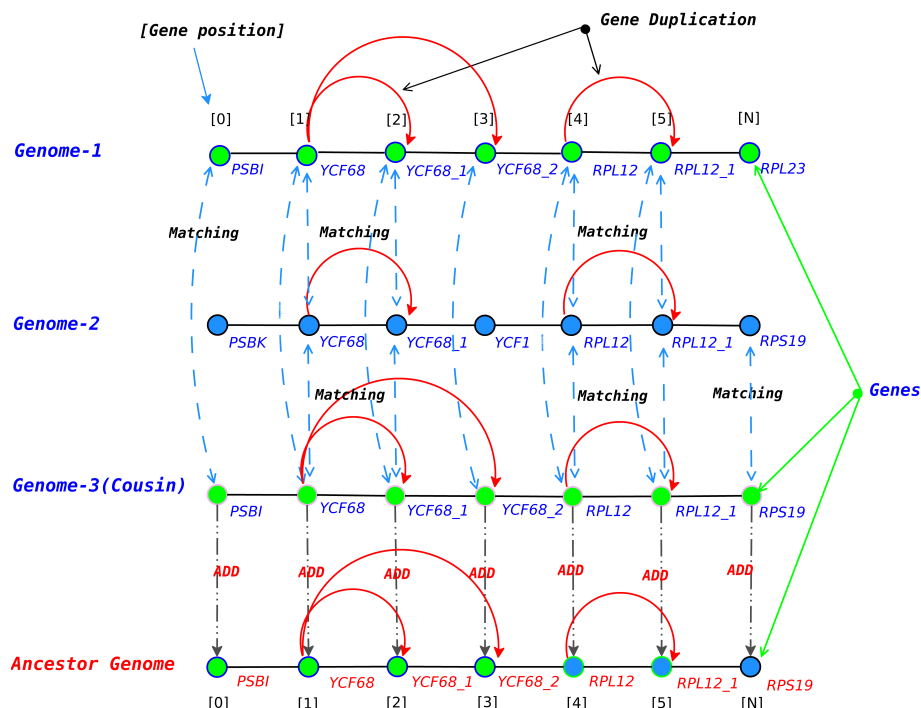 Gene Duplication
[Gene position]
[0] [1] [2] [3] [4] [5] [N]
Genome-1
PSBI YCF68 YCF68_1 YCF68_2 RPL12 RPL12_1 RPL23
Matching Matching Matching
Genome-2
PSBK YCF68 YCF68_1 YCF1 RPL12 RPL12_1 RPS19
Matching Matching Matching
Genes
Genome-3(Cousin)
PSBI YCF68 YCF68_1 YCF68_2 RPL12 RPL12_1 RPS19
ADD ADD ADD ADD ADD ADD ADD
Ancestor Genome
PSBI YCF68 YCF68_1 YCF68_2 RPL12 RPL12_1 RPS19
[0] [1] [2] [3] [4] [5] [N]